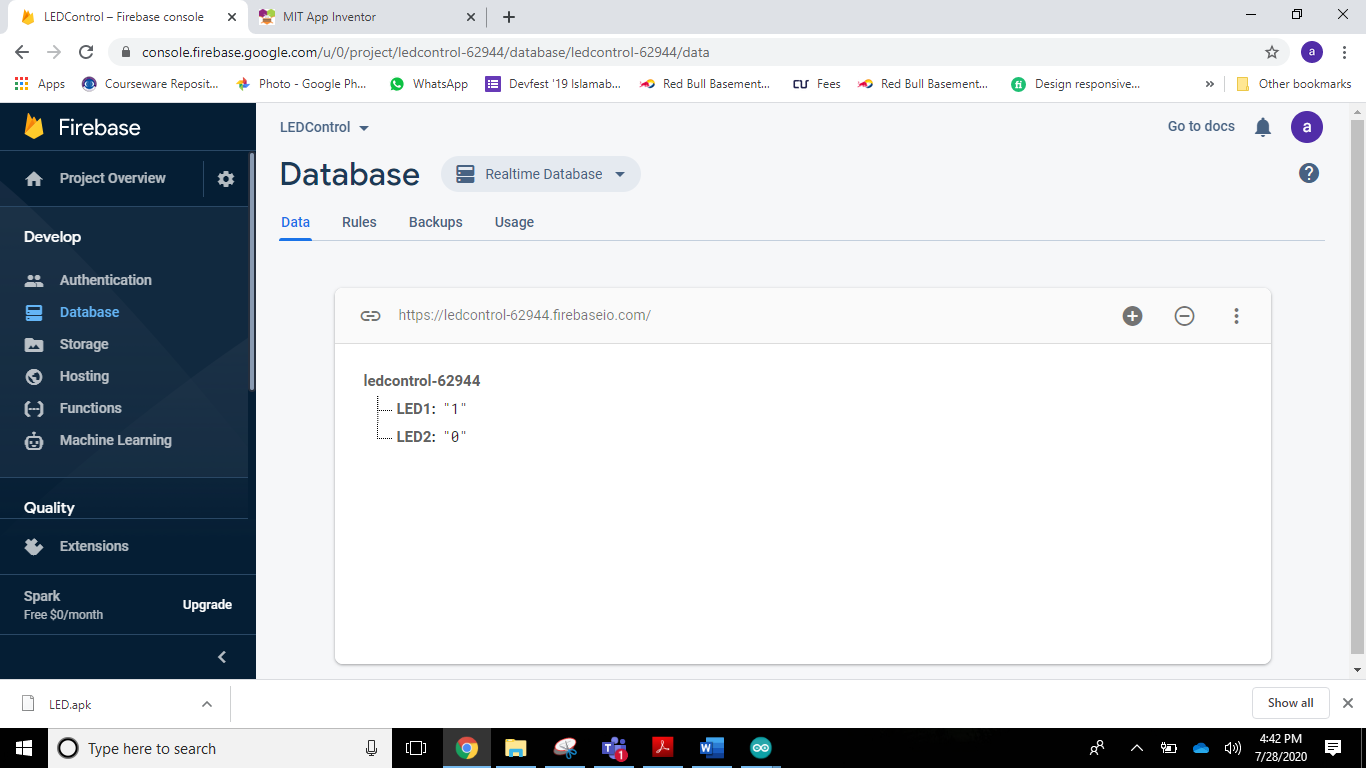 LEDControl – Firebase console
MIT App Inventor
console.firebase.google.com/u/0/project/ledcontrol-62944/database/ledcontrol-62944/data
a
Apps
Courseware Reposit...
Photo - Google Ph...
WhatsApp
Devfest '19 Islamab...
Red Bull Basement...
CU Fees
Red Bull Basement...
fi Design responsive...
»
Other bookmarks
Firebase
LEDControl
Go to docs
a
Project Overview
Database
Realtime Database
?
Data
Rules
Backups
Usage
Develop
Authentication
Database
Storage
Hosting
Functions
Machine Learning
Quality
Extensions
Spark
Free $0/month
Upgrade
https://ledcontrol-62944.firebaseio.com/
ledcontrol-62944
LED1: "1"
LED2: "0"
LED.apk
Show all
Type here to search
1
4:42 PM
7/28/2020